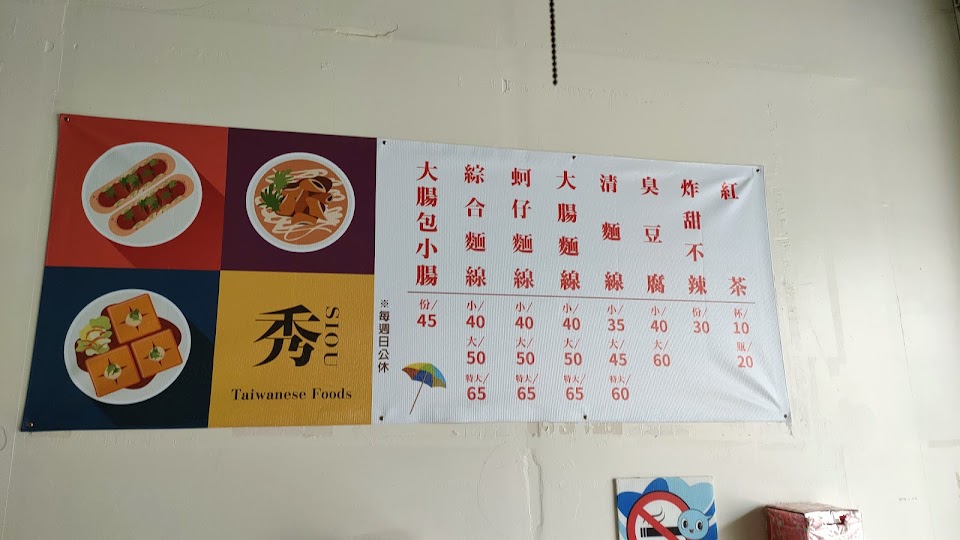 秀
SIOU
Taiwanese Foods
※每週日公休
大腸包小腸
份/
45
綜合麵線
小/
40
大/
50
特大/
65
蚵仔麵線
小/
40
大/
50
特大/
65
大腸麵線
小/
40
大/
50
特大/
65
清麵線
小/
35
大/
45
特大/
60
臭豆腐
小/
40
大/
60
炸甜不辣
份/
30
紅茶
杯/
10
瓶/
20